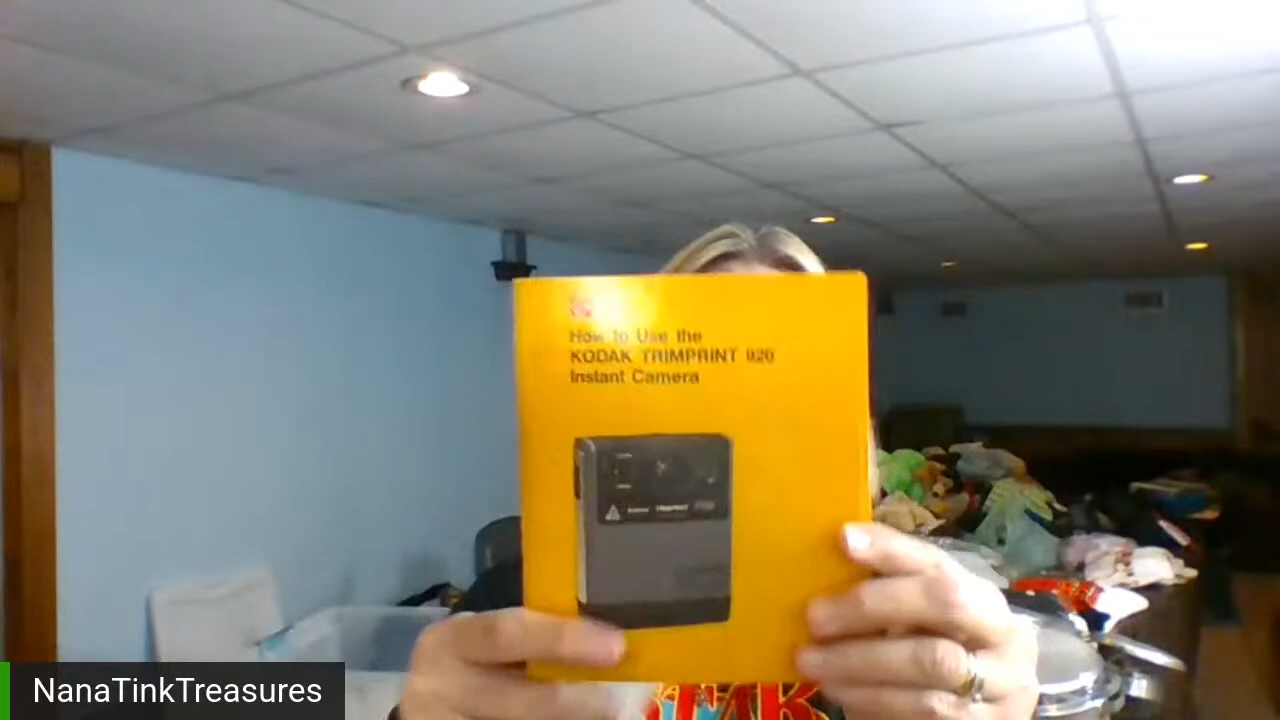 How to Use the
KODAK TRIMPRINT 920
Instant Camera
NanaTinkTreasures